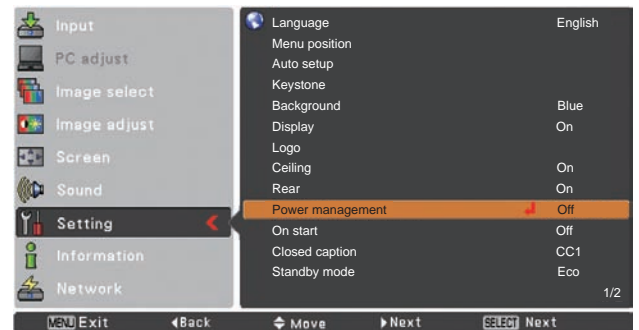 Input
PC adjust
Image select
Image adjust
Screen
Sound
Setting
Information
Network
Language English
Menu position
Auto setup
Keystone
Background Blue
Display On
Logo
Ceiling On
Rear On
Power management Off
On start Off
Closed caption CC1
Standby mode Eco
1/2
MENU Exit Back Move Next SELECT Next